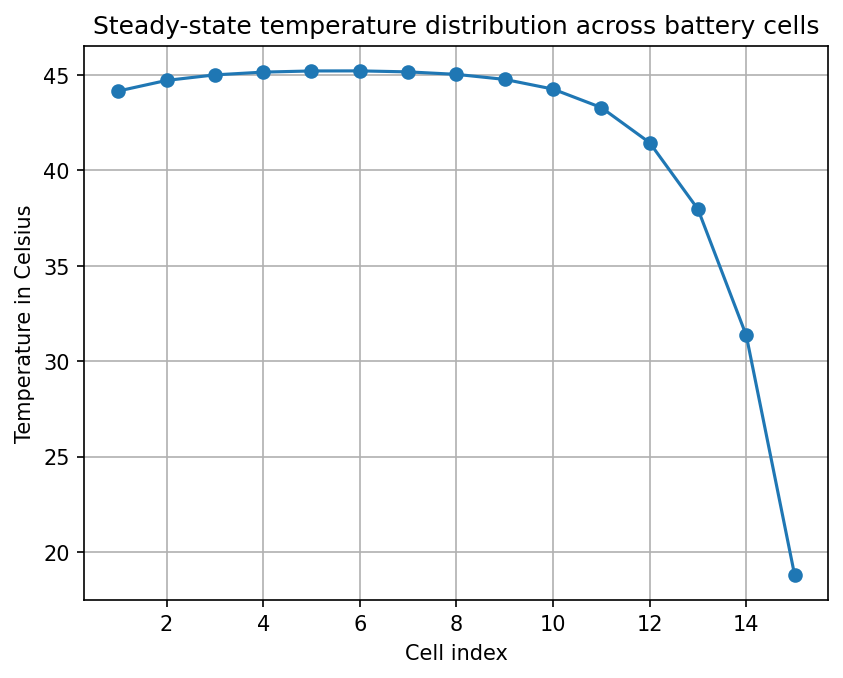 Steady-state temperature distribution across battery cells
Temperature in Celsius
45
40
35
30
25
20
2 4 6 8 10 12 14
Cell index